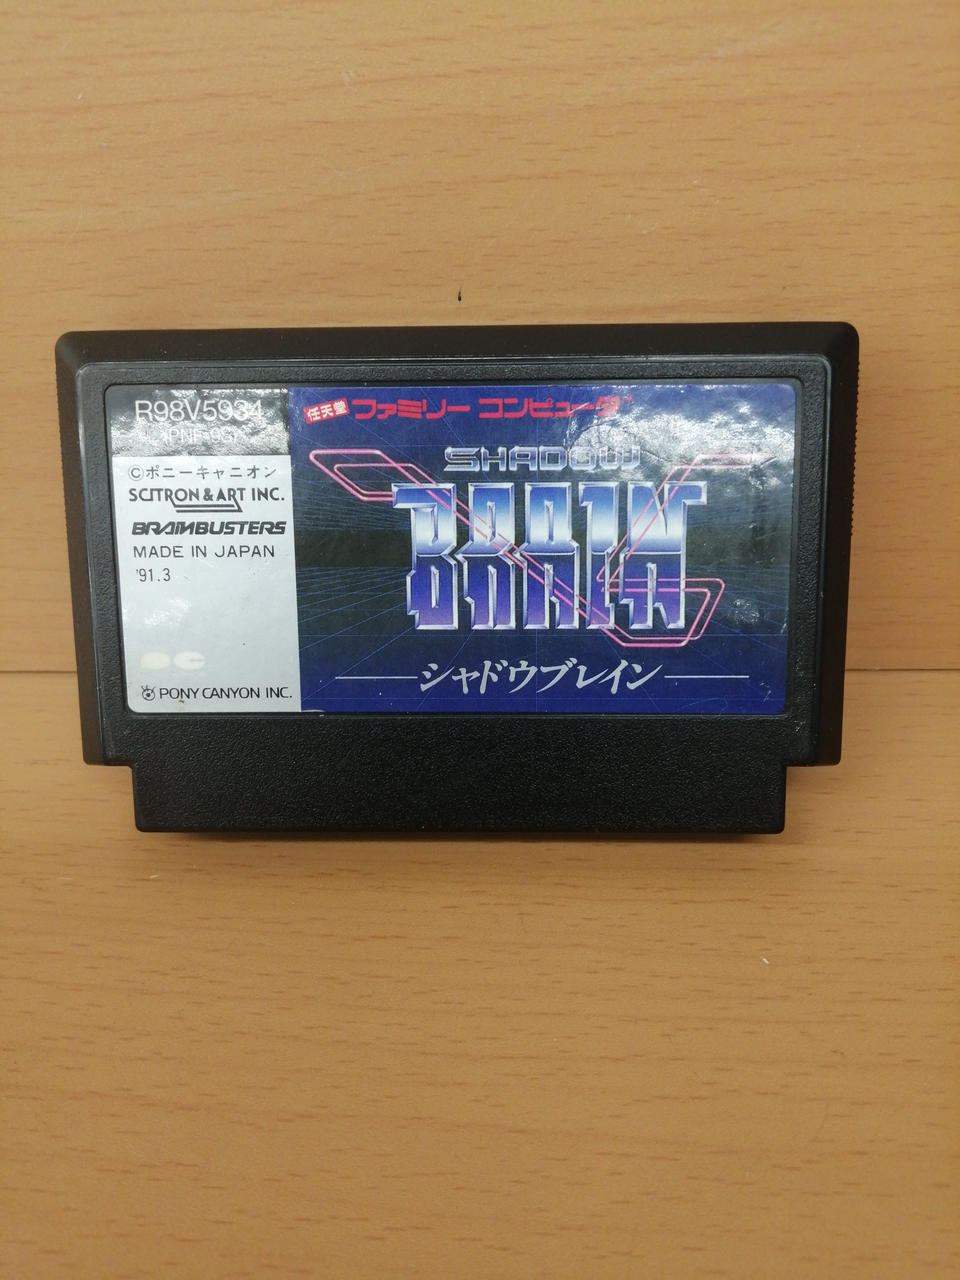 R98V5934
©ポニーキャニオン
SCITRON & ART INC.
BRAINBUSTERS
MADE IN JAPAN
'91.3
PONY CANYON INC.
任天堂 ファミリー コンピュータ™
SHADOW
BRAIN
シャドウブレイン